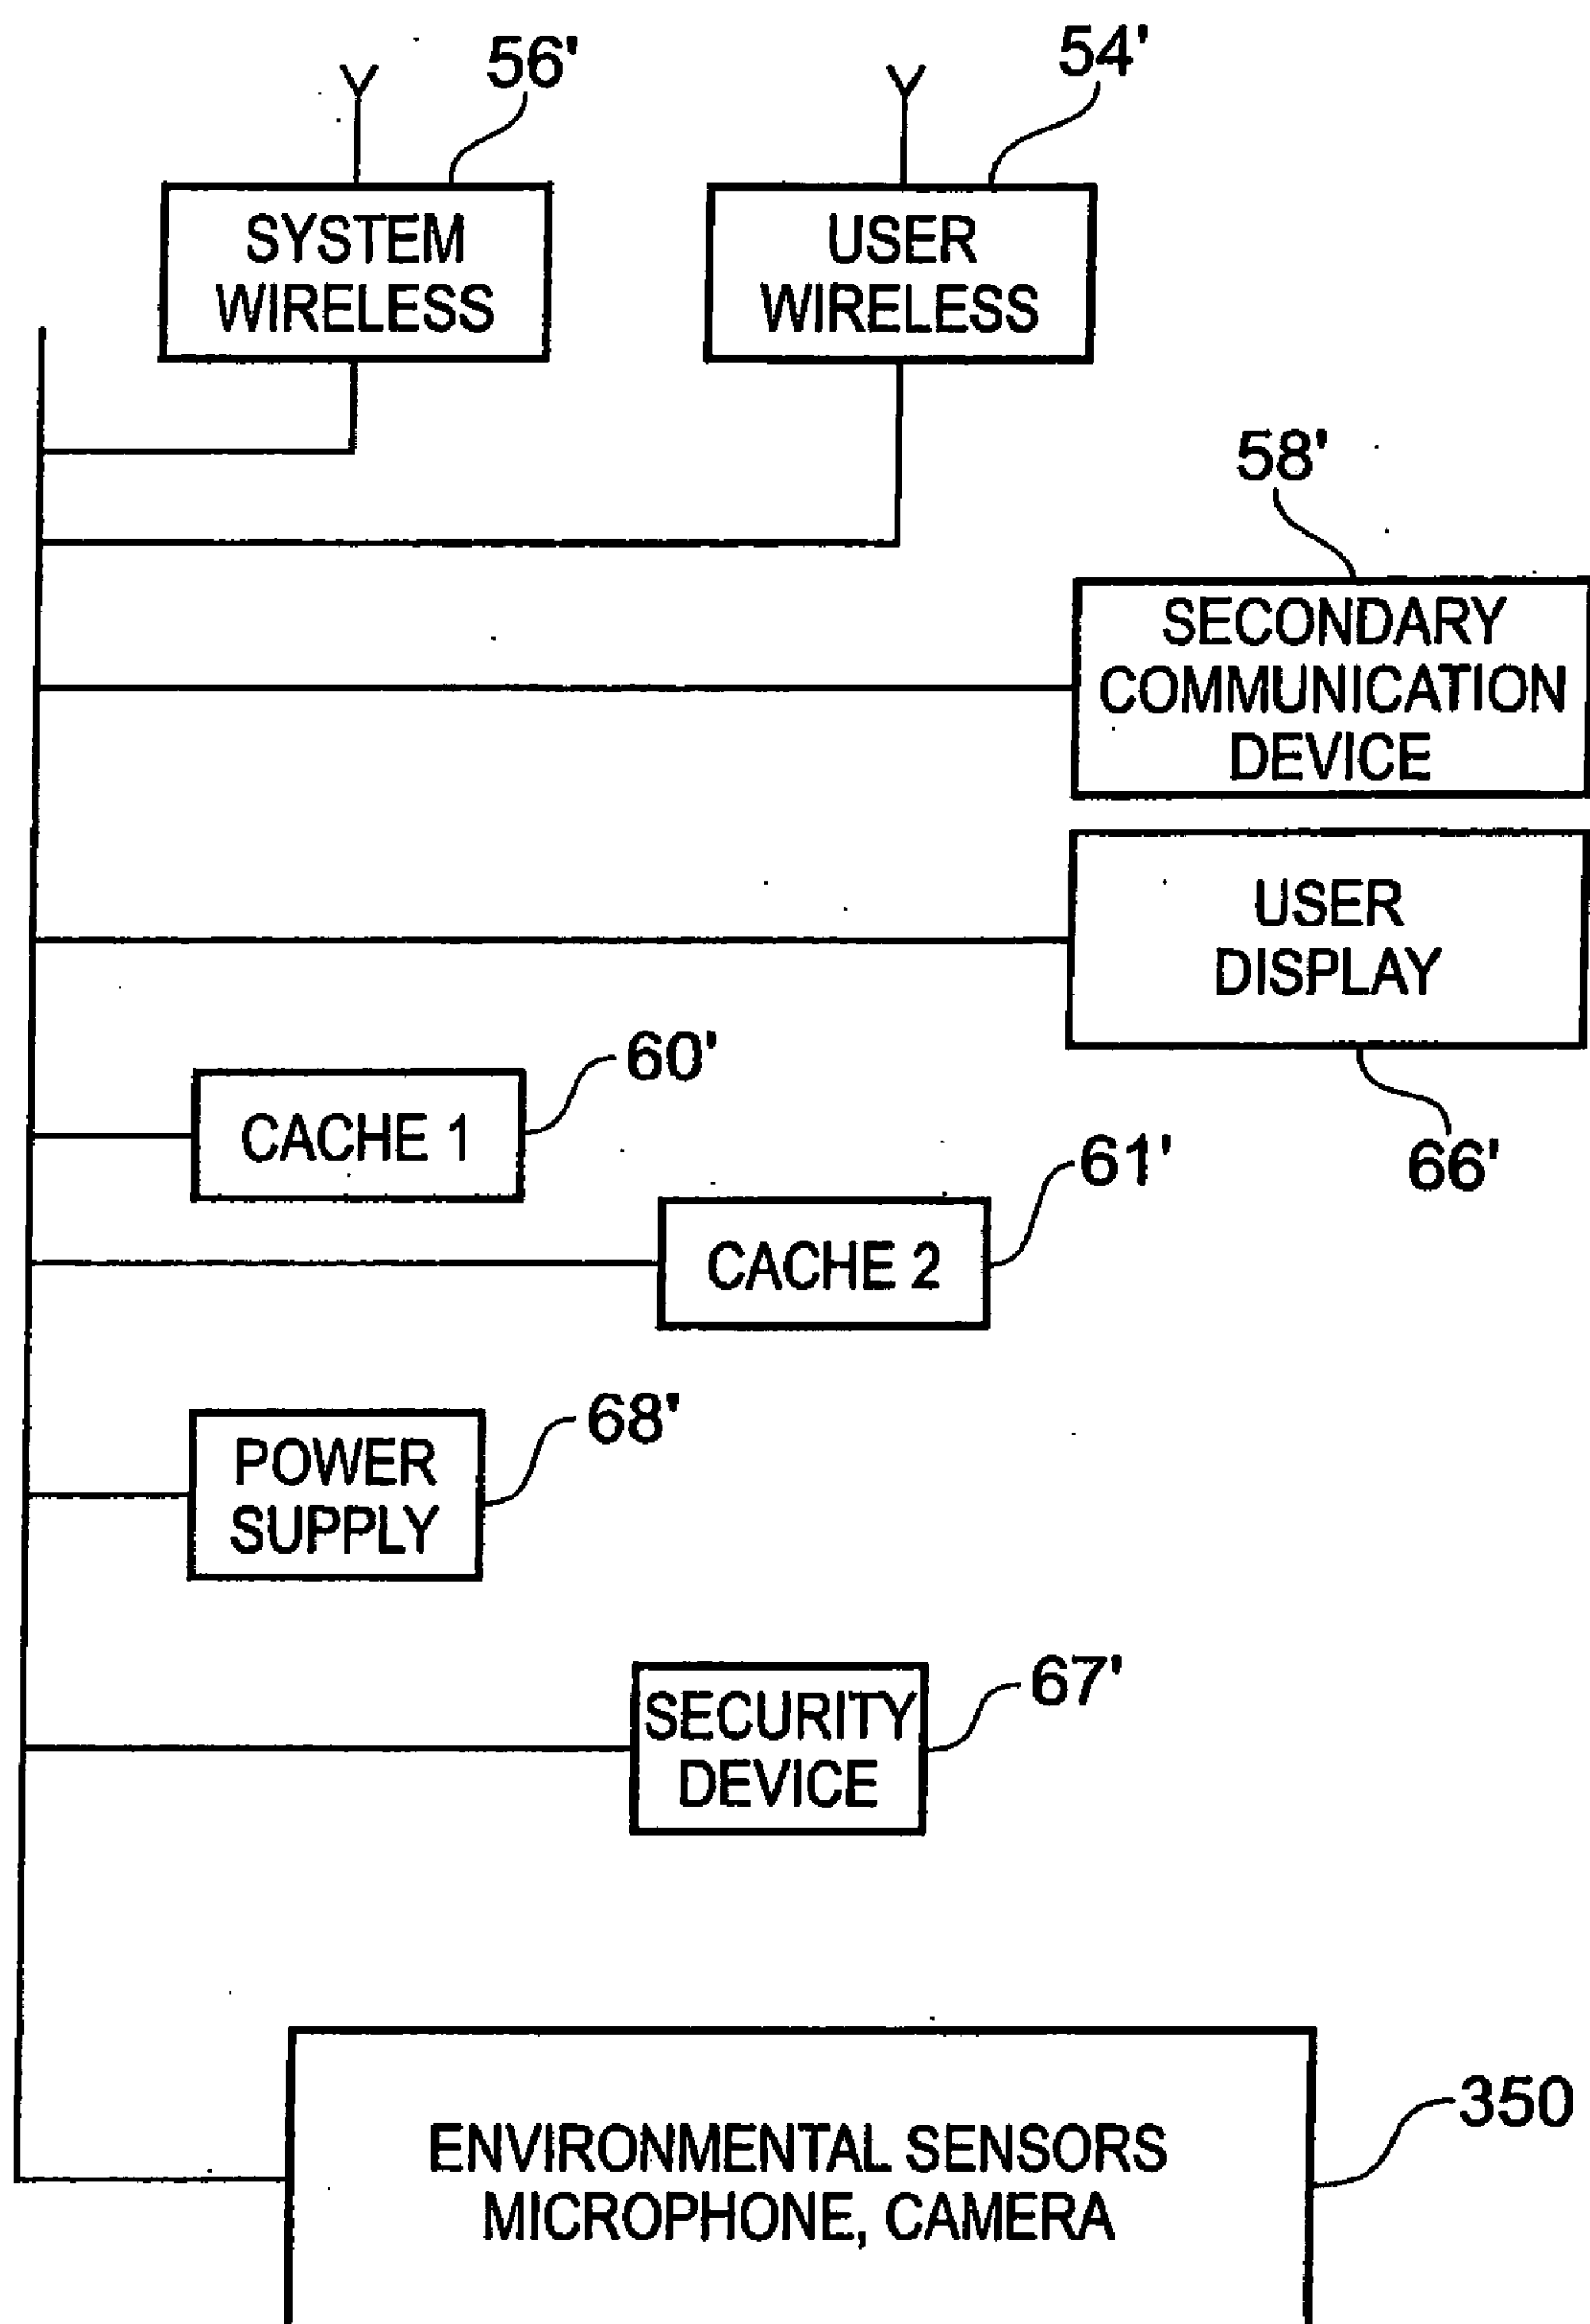 56'
54'
SYSTEM
WIRELESS
USER
WIRELESS
58'
SECONDARY
COMMUNICATION
DEVICE
USER
DISPLAY
66'
60'
CACHE 1
61'
CACHE 2
68'
POWER
SUPPLY
67'
SECURITY
DEVICE
350
ENVIRONMENTAL SENSORS
MICROPHONE, CAMERA